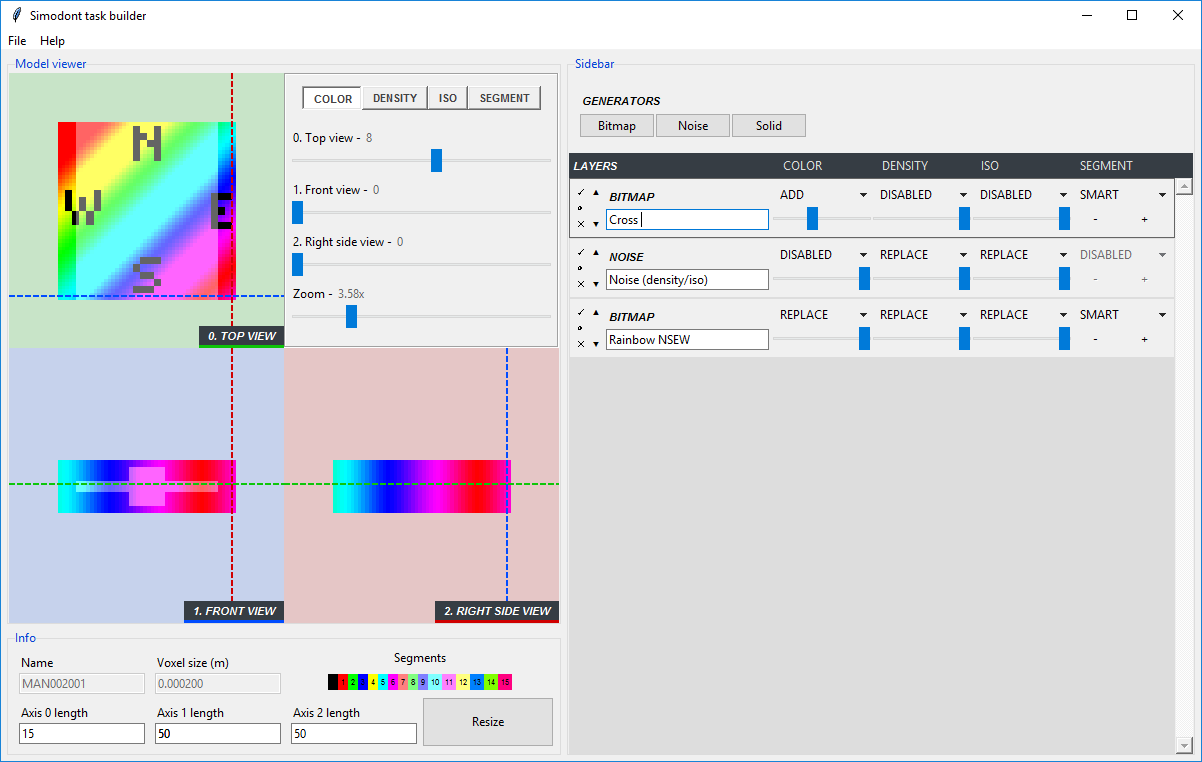 Simodont task builder
File Help
Model viewer
N
W E
S
0. TOP VIEW
COLOR DENSITY ISO SEGMENT
0. Top view - 8
1. Front view - 0
2. Right side view - 0
Zoom - 3.58x
1. FRONT VIEW
2. RIGHT SIDE VIEW
Info
Name
MAN002001
Voxel size (m)
0.000200
Segments
1 2 3 4 5 6 7 8 9 10 11 12 13 14 15
Axis 0 length
15
Axis 1 length
50
Axis 2 length
50
Resize
Sidebar
GENERATORS
Bitmap Noise Solid
LAYERS COLOR DENSITY ISO SEGMENT
BITMAP ADD DISABLED DISABLED SMART
Cross - +
NOISE DISABLED REPLACE REPLACE DISABLED
Noise (density/iso) - +
BITMAP REPLACE REPLACE REPLACE SMART
Rainbow NSEW - +